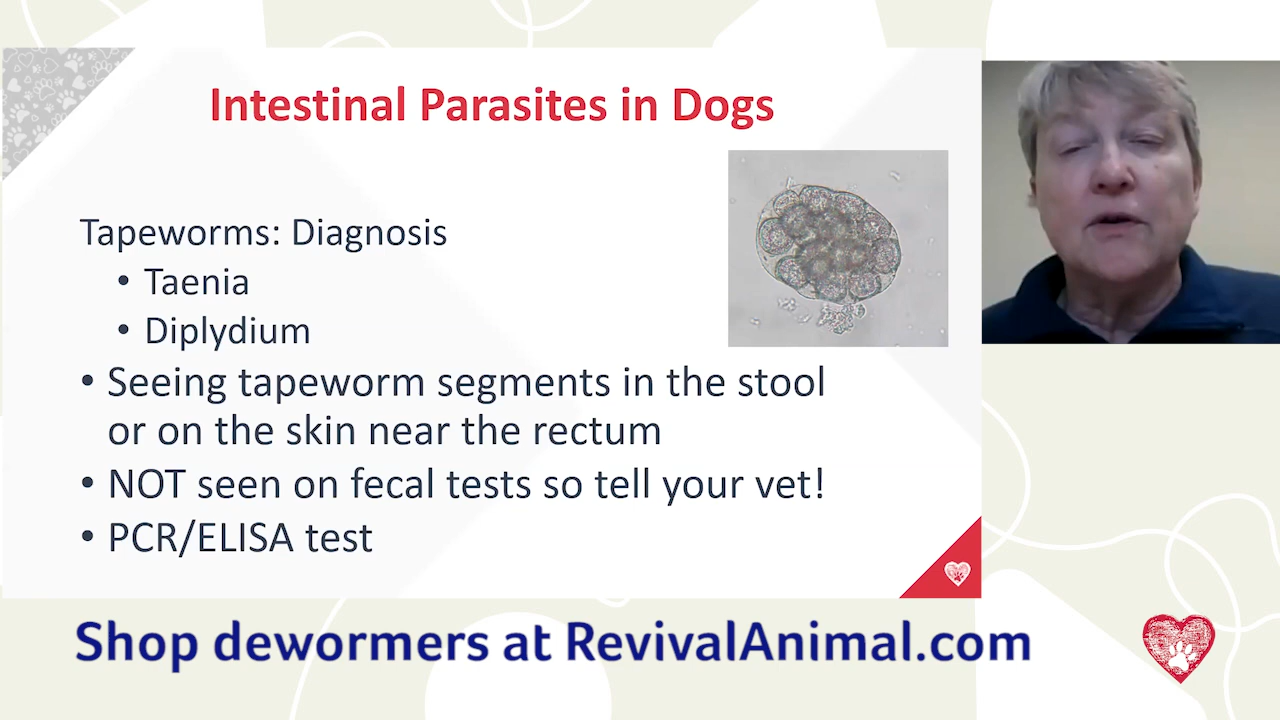 Intestinal Parasites in Dogs
Tapeworms: Diagnosis
• Taenia
• Diplydium
• Seeing tapeworm segments in the stool
or on the skin near the rectum
• NOT seen on fecal tests so tell your vet!
• PCR/ELISA test
Shop dewormers at RevivalAnimal.com